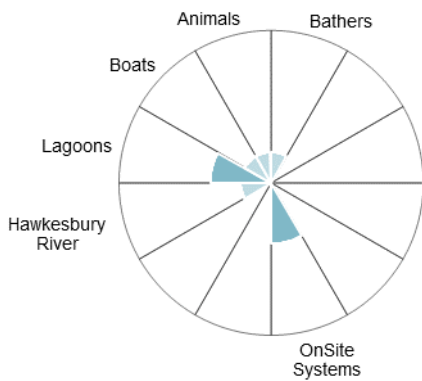 Animals
Bathers
Boats
Lagoons
Hawkesbury
River
OnSite
Systems